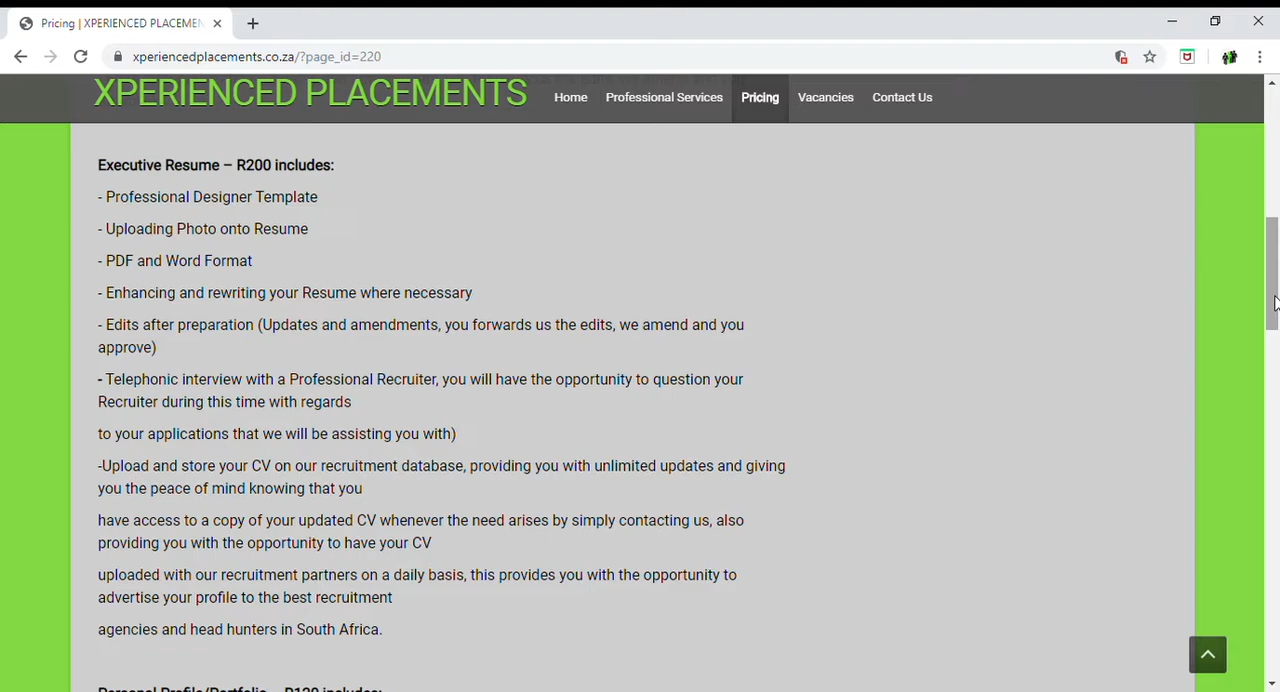 Pricing | XPERIENCED PLACEMEN
xperiencedplacements.co.za/?page_id=220
XPERIENCED PLACEMENTS
Home
Professional Services
Pricing
Vacancies
Contact Us
Executive Resume – R200 includes:
- Professional Designer Template
- Uploading Photo onto Resume
- PDF and Word Format
- Enhancing and rewriting your Resume where necessary
- Edits after preparation (Updates and amendments, you forwards us the edits, we amend and you
approve)
- Telephonic interview with a Professional Recruiter, you will have the opportunity to question your
Recruiter during this time with regards
to your applications that we will be assisting you with)
-Upload and store your CV on our recruitment database, providing you with unlimited updates and giving
you the peace of mind knowing that you
have access to a copy of your updated CV whenever the need arises by simply contacting us, also
providing you with the opportunity to have your CV
uploaded with our recruitment partners on a daily basis, this provides you with the opportunity to
advertise your profile to the best recruitment
agencies and head hunters in South Africa.
Personal Profile/Portfolio – R120 includes: